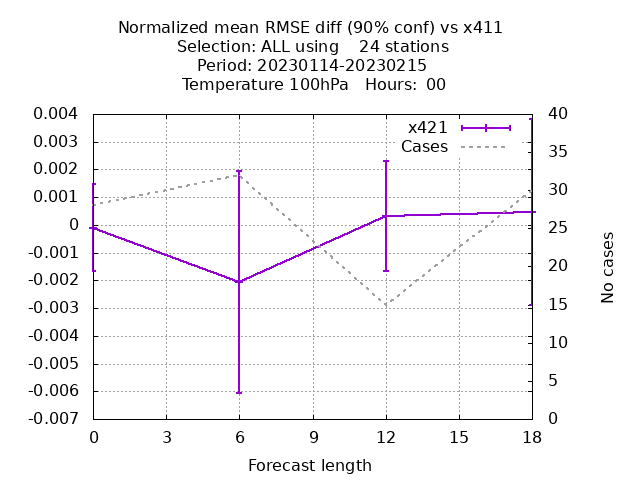 Normalized mean RMSE diff (90% conf) vs x411
Selection: ALL using    24 stations
Period: 20230114-20230215
Temperature 100hPa   Hours:  00
x421
Cases
0.004
0.003
0.002
0.001
0
-0.001
-0.002
-0.003
-0.004
-0.005
-0.006
-0.007
40
35
30
25
20
15
10
5
0
No cases
0 3 6 9 12 15 18
Forecast length